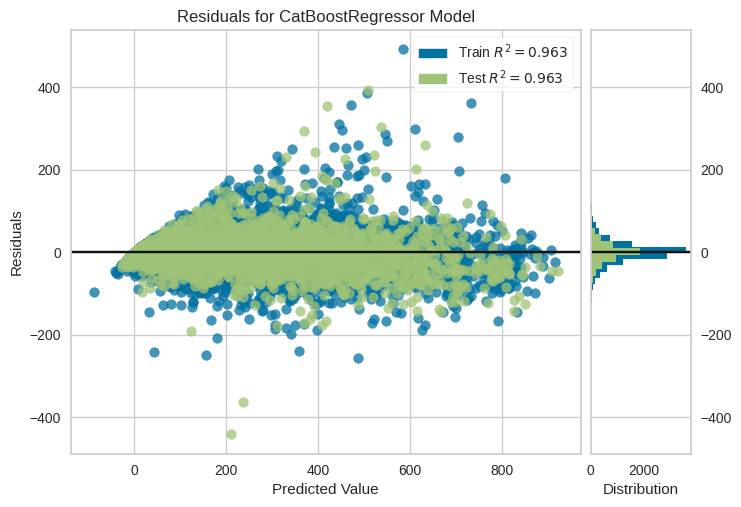 Residuals for CatBoostRegressor Model
Train R² = 0.963
Test R² = 0.963
Residuals
400
200
0
−200
−400
0
200
400
600
800
Predicted Value
400
200
0
−200
−400
0
2000
Distribution